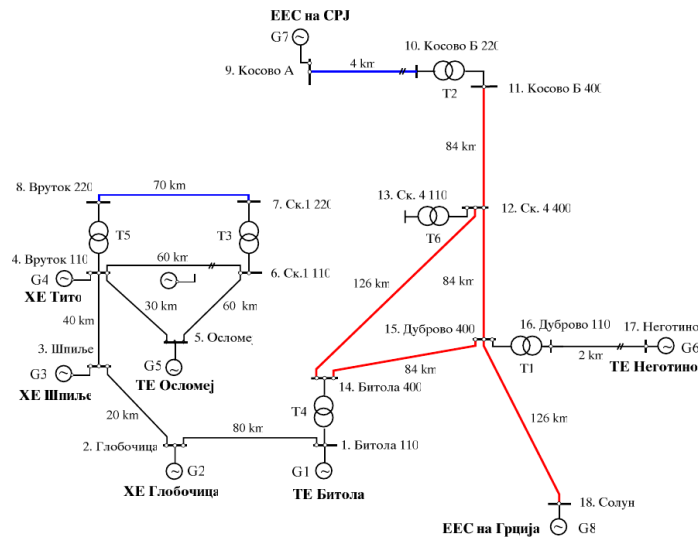 ЕЕС на СРЈ
G7
10. Косово Б 220
9. Косово А
4 km
T2
11. Косово Б 400
84 km
8. Вруток 220
70 km
7. Ск.1 220
13. Ск. 4 110
12. Ск. 4 400
T5
T3
T6
4. Вруток 110
60 km
6. Ск.1 110
G4
ХЕ Тито
126 km
84 km
30 km
60 km
40 km
5. Осломеј
15. Дуброво 400
16. Дуброво 110
17. Неготино
G6
3. Шпиље
G5
2 km
T1
ТЕ Неготино
G3
ТЕ Осломеј
84 km
ХЕ Шпиље
14. Битола 400
20 km
T4
126 km
80 km
2. Глобочица
1. Битола 110
G2
G1
ХЕ Глобочица
ТЕ Битола
18. Солун
ЕЕС на Грција
G8